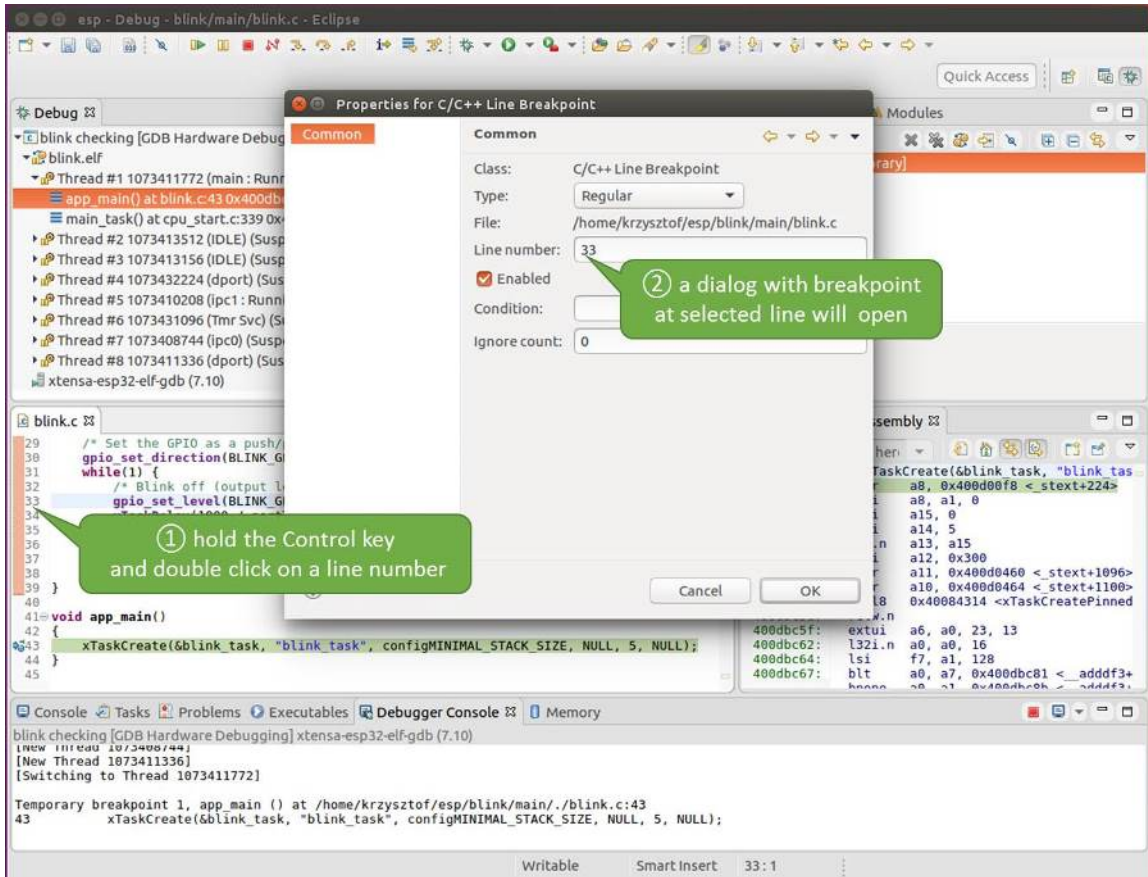 esp - Debug - blink/main/blink.c - Eclipse
Quick Access
Debug
blink checking [GDB Hardware Debug
blink.elf
Thread #1 1073411772 (main : Runn
app_main() at blink.c:43 0x400db
main_task() at cpu_start.c:339 0x
Thread #2 1073413512 (IDLE) (Susp
Thread #3 1073413156 (IDLE) (Susp
Thread #4 1073432224 (dport) (Sus
Thread #5 1073410208 (ipc1 : Runni
Thread #6 1073431096 (Tmr Svc) (S
Thread #7 1073408744 (ipc0) (Susp
Thread #8 1073411336 (dport) (Sus
xtensa-esp32-elf-gdb (7.10)
Modules
rary]
Properties for C/C++ Line Breakpoint
Common
Common
Class: C/C++ Line Breakpoint
Type: Regular
File: /home/krzysztof/esp/blink/main/blink.c
Line number: 33
Enabled
Condition:
Ignore count: 0
② a dialog with breakpoint
at selected line will open
Cancel OK
blink.c
29 /* Set the GPIO as a push/
30 gpio_set_direction(BLINK_G
31 while(1) {
32 /* Blink off (output l
33 gpio_set_level(BLINK_G
34
35
36
37
38
39 }
40
41 void app_main()
42 {
43 xTaskCreate(&blink_task, "blink_task", configMINIMAL_STACK_SIZE, NULL, 5, NULL);
44 }
45
① hold the Control key
and double click on a line number
ssembly
TaskCreate(&blink_task, "blink_tas
r a8, 0x400d00f8 <_stext+224>
i a8, a1, 0
i a15, 0
i a14, 5
.n a13, a15
i a12, 0x300
r a11, 0x400d0460 <_stext+1096>
r a10, 0x400d0464 <_stext+1100>
l8 0x40084314 <xTaskCreatePinned
400dbc5f: extui a6, a0, 23, 13
400dbc62: l32i.n a0, a0, 16
400dbc64: lsi f7, a1, 128
400dbc67: blt a0, a7, 0x400dbc81 <__adddf3+
Console Tasks Problems Executables Debugger Console Memory
blink checking [GDB Hardware Debugging] xtensa-esp32-elf-gdb (7.10)
[New Thread 1073408744]
[New Thread 1073411336]
[Switching to Thread 1073411772]
Temporary breakpoint 1, app_main () at /home/krzysztof/esp/blink/main/./blink.c:43
43 xTaskCreate(&blink_task, "blink_task", configMINIMAL_STACK_SIZE, NULL, 5, NULL);
Writable Smart Insert 33 : 1